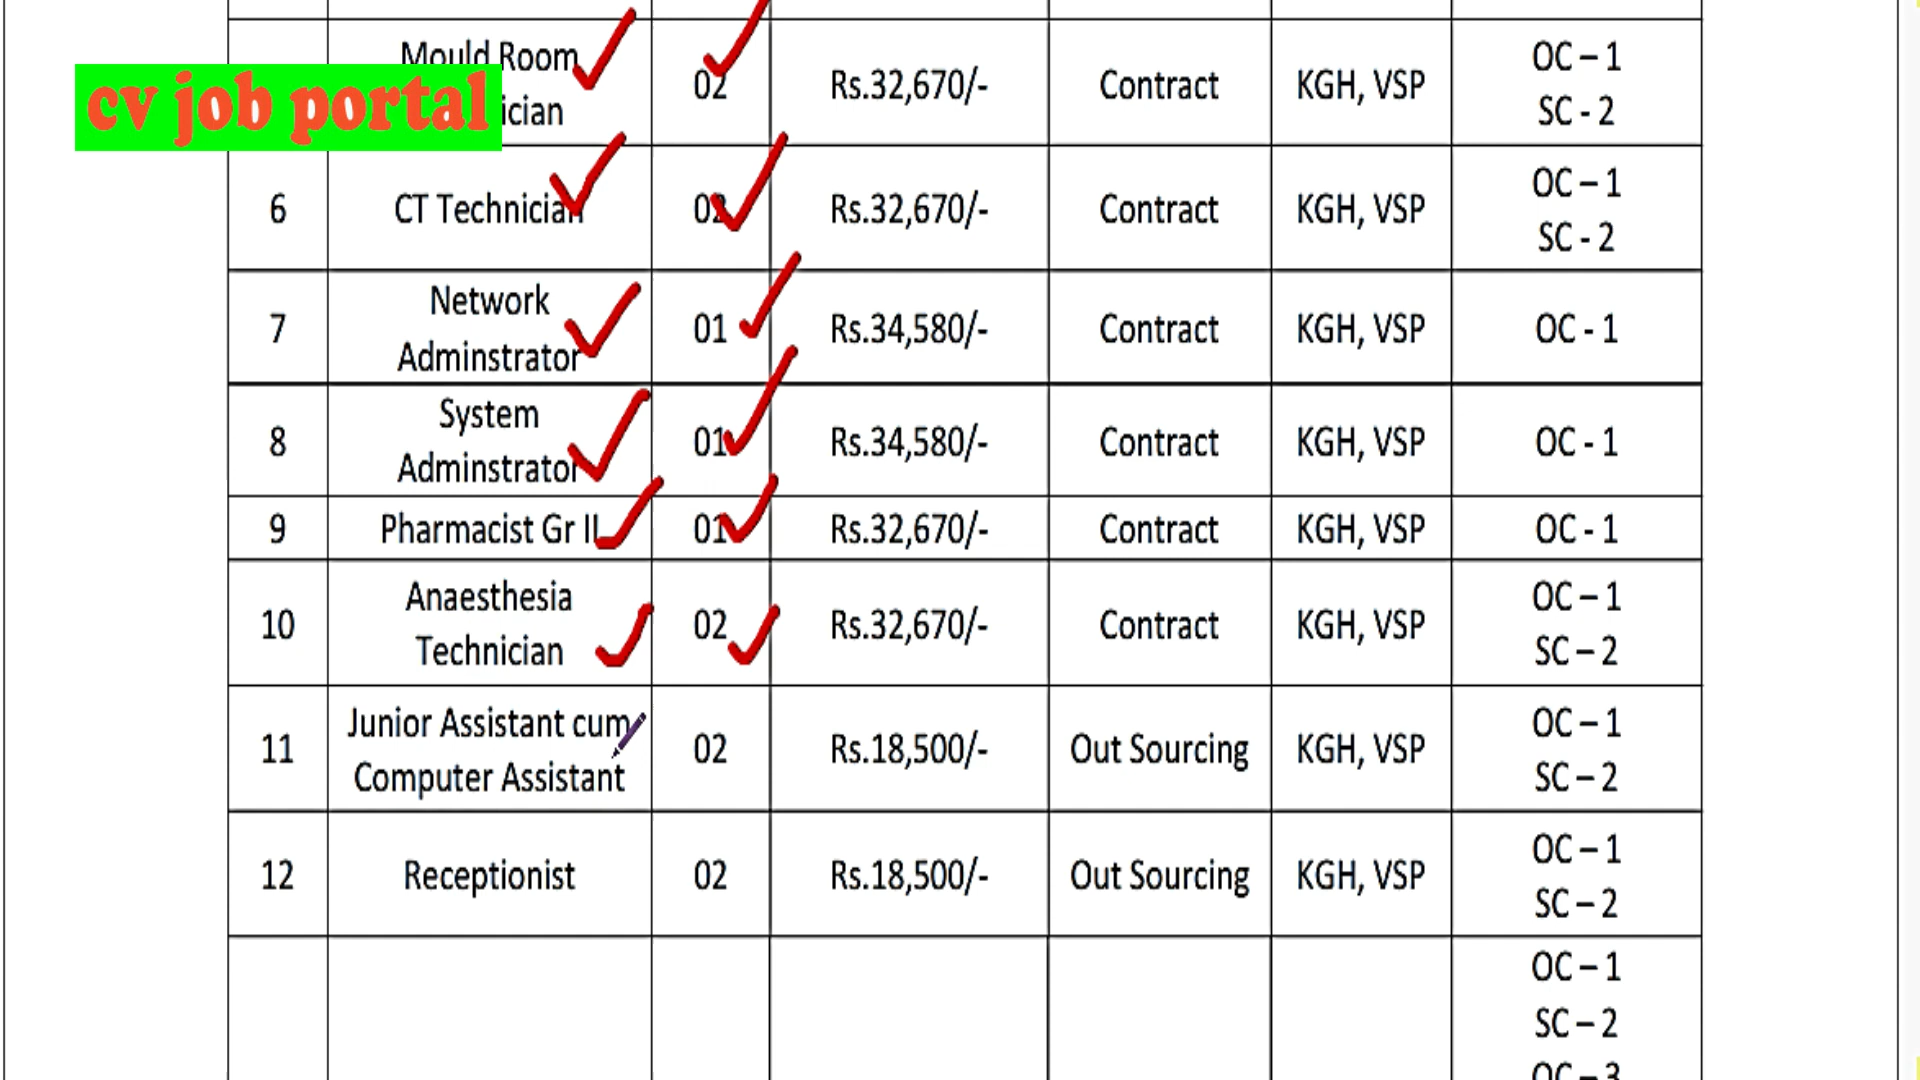 Mould Room
ician
02
Rs.32,670/-
Contract
KGH, VSP
OC – 1
SC - 2
cv job portal
6
CT Technician
02
Rs.32,670/-
Contract
KGH, VSP
OC – 1
SC - 2
7
Network
Adminstrator
01
Rs.34,580/-
Contract
KGH, VSP
OC - 1
8
System
Adminstrator
01
Rs.34,580/-
Contract
KGH, VSP
OC - 1
9
Pharmacist Gr II
01
Rs.32,670/-
Contract
KGH, VSP
OC - 1
10
Anaesthesia
Technician
02
Rs.32,670/-
Contract
KGH, VSP
OC – 1
SC – 2
11
Junior Assistant cum
Computer Assistant
02
Rs.18,500/-
Out Sourcing
KGH, VSP
OC – 1
SC – 2
12
Receptionist
02
Rs.18,500/-
Out Sourcing
KGH, VSP
OC – 1
SC – 2
OC – 1
SC – 2
OC – 3